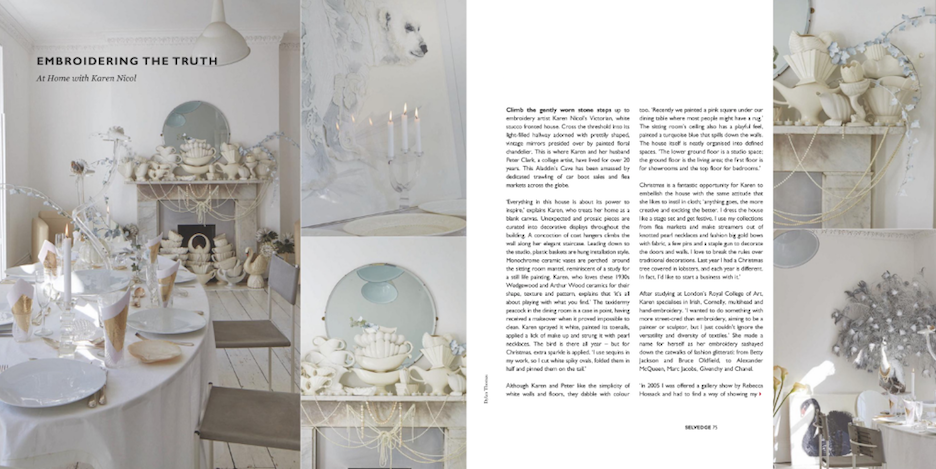 EMBROIDERING THE TRUTH
At Home with Karen Nicol
Climb the gently worn stone steps up to
embroidery artist Karen Nicol's Victorian, white
stucco fronted house. Cross the threshold into its
light-filled hallway adorned with prettily shaped,
vintage mirrors presided over by painted floral
chandelier. This is where Karen and her husband
Peter Clark, a collage artist, have lived for over 20
years. This Aladdin's Cave has been amassed by
dedicated trawling of car boot sales and flea
markets across the globe.
'Everything in this house is about its power to
inspire,' explains Karen, who treats her home as a
blank canvas. Unexpected and prosaic pieces are
curated into decorative displays throughout the
building. A concoction of coat hangers climbs the
wall along her elegant staircase. Leading down to
the studio, plastic baskets are hung installation style.
Monochrome ceramic vases are perched around
the sitting room mantel, reminiscent of a study for
a still life painting. Karen, who loves these 1930s
Wedgewood and Arthur Wood ceramics for their
shape, texture and pattern, explains that 'it's all
about playing with what you find.' The taxidermy
peacock in the dining room is a case in point, having
received a makeover when it proved impossible to
clean. Karen sprayed it white, painted its toenails,
applied a lick of make up and strung it with pearl
necklaces. The bird is there all year – but for
Christmas, extra sparkle is applied. 'I use sequins in
my work, so I cut white spiky ovals, folded them in
half and pinned them on the tail.'
Although Karen and Peter like the simplicity of
white walls and floors, they dabble with colour
too. 'Recently we painted a pink square under our
dining table where most people might have a rug.'
The sitting room's ceiling also has a playful feel,
painted a turquoise blue that spills down the walls.
The house itself is neatly organised into defined
spaces. 'The lower ground floor is a studio space;
the ground floor is the living area; the first floor is
for showrooms and the top floor for bedrooms.'
Christmas is a fantastic opportunity for Karen to
embellish the house with the same attitude that
she likes to sew in cloth; 'anything goes, the more
creative and exciting the better. I dress the house
like a stage set and get festive. I use my collections
from flea markets and make streamers out of
knotted pearl necklaces and fashion big gold bows
with fabric, a few pins and a staple gun to decorate
the doors and walls. I love to break the rules over
traditional decorations. Last year I had a Christmas
tree covered in lobsters, and each year is different.
In fact, I'd like to start a business with it.'
After studying at London's Royal College of Art,
Karen specialises in Irish, Cornelly, multihead and
hand-embroidery. 'I wanted to do something with
more street-cred than embroidery, aiming to be a
painter or sculptor, but I just couldn't ignore the
versatility and diversity of textiles.' She made a
name for herself as her embroidery sashayed
down the catwalks of fashion glitterati: from Betty
Jackson and Bruce Oldfield, to Alexander
McQueen, Marc Jacobs, Givenchy and Chanel.
'In 2005 I was offered a gallery show by Rebecca
Hossack and had to find a way of showing my
SELVEDGE 75